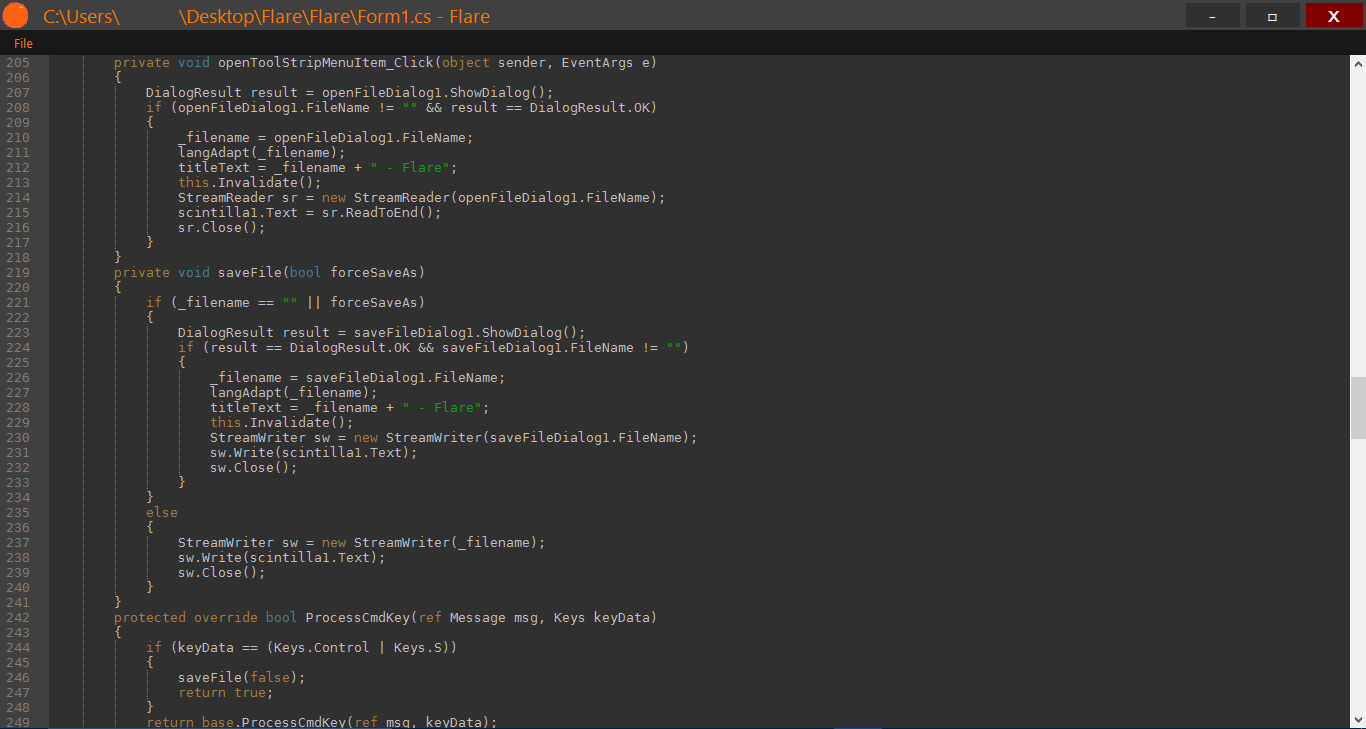 C:\Users\ \Desktop\Flare\Flare\Form1.cs - Flare
- □ X
File
205 private void openToolStripMenuItem_Click(object sender, EventArgs e)
206 {
207 DialogResult result = openFileDialog1.ShowDialog();
208 if (openFileDialog1.FileName != "" && result == DialogResult.OK)
209 {
210 _filename = openFileDialog1.FileName;
211 langAdapt(_filename);
212 titleText = _filename + " - Flare";
213 this.Invalidate();
214 StreamReader sr = new StreamReader(openFileDialog1.FileName);
215 scintilla1.Text = sr.ReadToEnd();
216 sr.Close();
217 }
218 }
219 private void saveFile(bool forceSaveAs)
220 {
221 if (_filename == "" || forceSaveAs)
222 {
223 DialogResult result = saveFileDialog1.ShowDialog();
224 if (result == DialogResult.OK && saveFileDialog1.FileName != "")
225 {
226 _filename = saveFileDialog1.FileName;
227 langAdapt(_filename);
228 titleText = _filename + " - Flare";
229 this.Invalidate();
230 StreamWriter sw = new StreamWriter(saveFileDialog1.FileName);
231 sw.Write(scintilla1.Text);
232 sw.Close();
233 }
234 }
235 else
236 {
237 StreamWriter sw = new StreamWriter(_filename);
238 sw.Write(scintilla1.Text);
239 sw.Close();
240 }
241 }
242 protected override bool ProcessCmdKey(ref Message msg, Keys keyData)
243 {
244 if (keyData == (Keys.Control | Keys.S))
245 {
246 saveFile(false);
247 return true;
248 }
249 return base.ProcessCmdKey(ref msg, keyData);